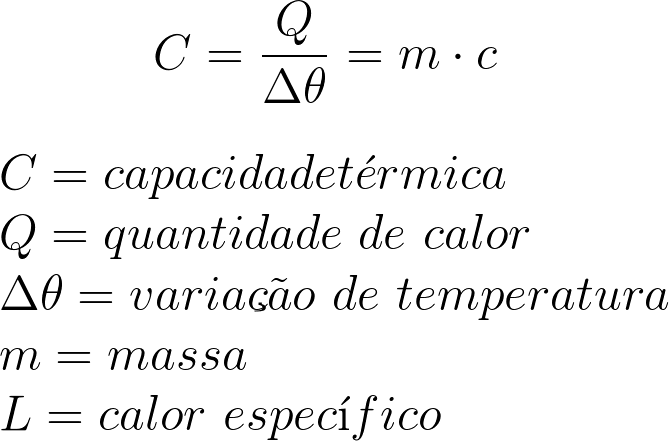 C = Q/Δθ = m · c
C = capacidadetérmica
Q = quantidade de calor
Δθ = variação de temperatura
m = massa
L = calor específico